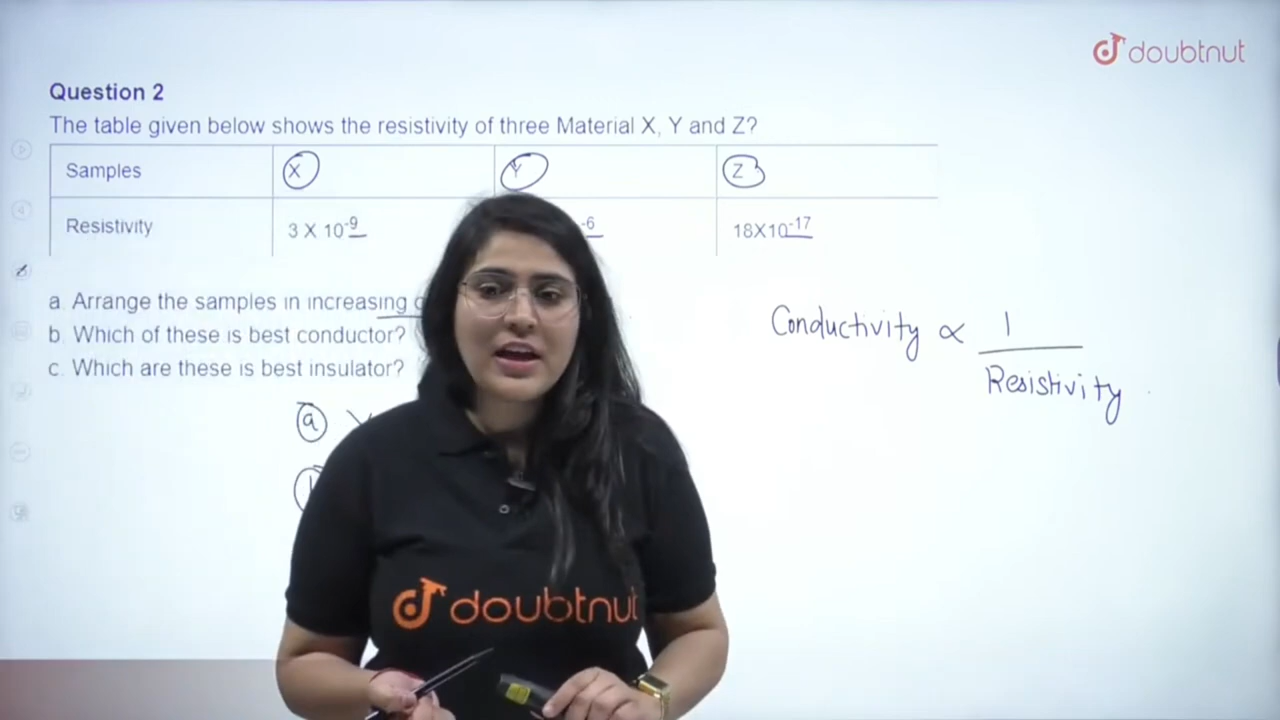 doubtnut
Question 2
The table given below shows the resistivity of three Material X, Y and Z?
Samples X Y Z
Resistivity 3 X 10-9 -6 18X10-17
a. Arrange the samples in increasing
b. Which of these is best conductor?
c. Which are these is best insulator?
Conductivity ∝ 1
Resistivity
a
doubtnut